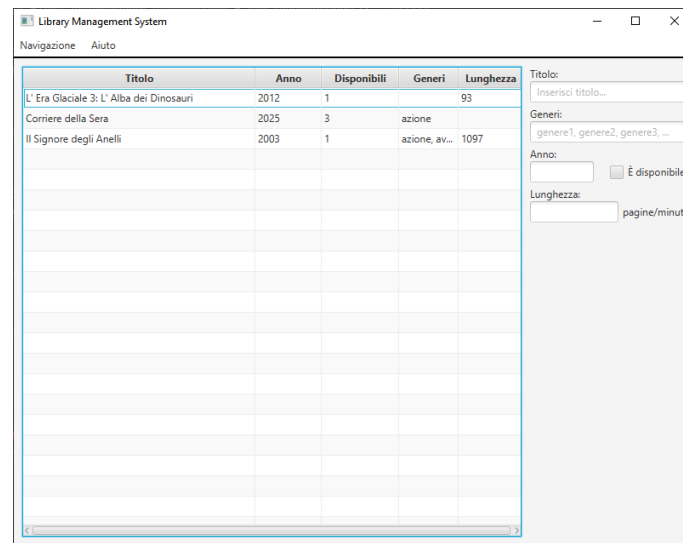 Library Management System
Navigazione Aiuto
Titolo Anno Disponibili Generi Lunghezza
L' Era Glaciale 3: L' Alba dei Dinosauri 2012 1 93
Corriere della Sera 2025 3 azione
Il Signore degli Anelli 2003 1 azione, av... 1097
Titolo:
Inserisci titolo...
Generi:
genere1, genere2, genere3, ...
Anno:
È disponibile
Lunghezza:
pagine/minut